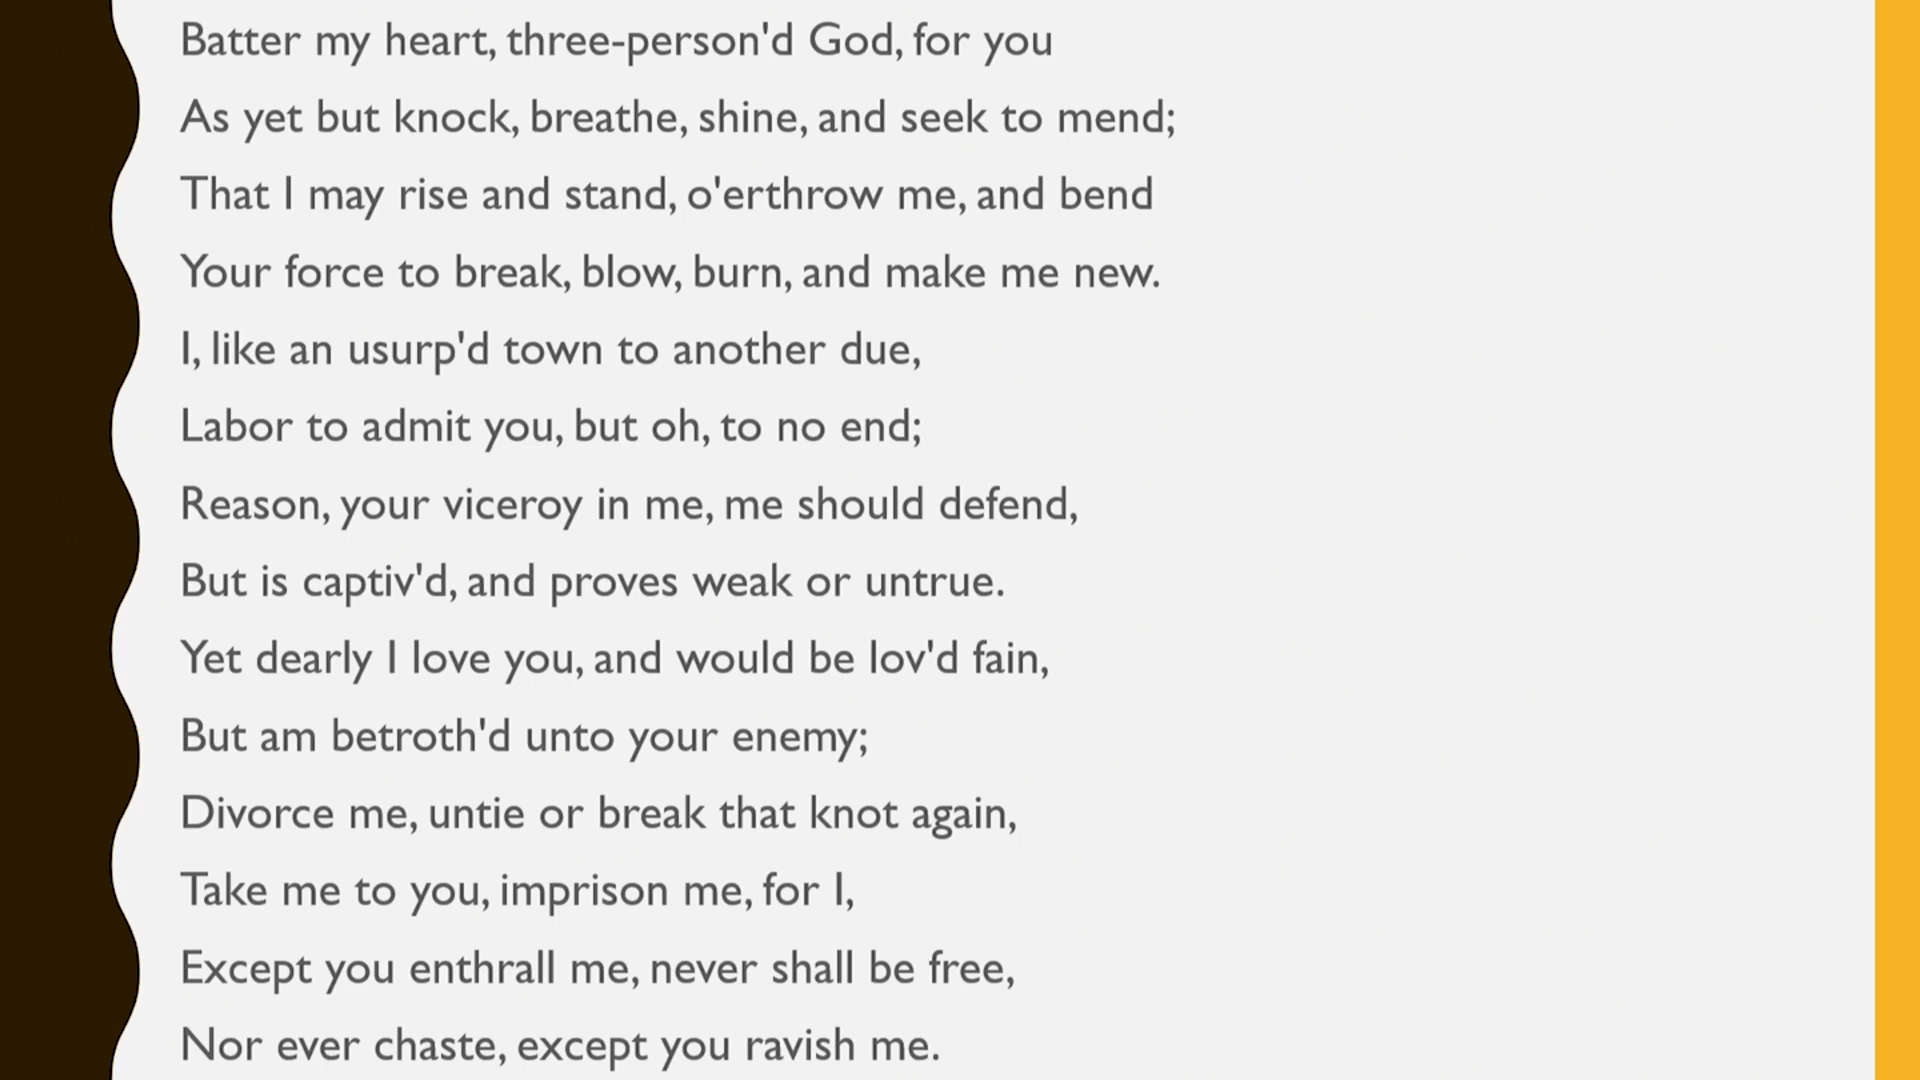 Batter my heart, three-person'd God, for you
As yet but knock, breathe, shine, and seek to mend;
That I may rise and stand, o'erthrow me, and bend
Your force to break, blow, burn, and make me new.
I, like an usurp'd town to another due,
Labor to admit you, but oh, to no end;
Reason, your viceroy in me, me should defend,
But is captiv'd, and proves weak or untrue.
Yet dearly I love you, and would be lov'd fain,
But am betroth'd unto your enemy;
Divorce me, untie or break that knot again,
Take me to you, imprison me, for I,
Except you enthrall me, never shall be free,
Nor ever chaste, except you ravish me.